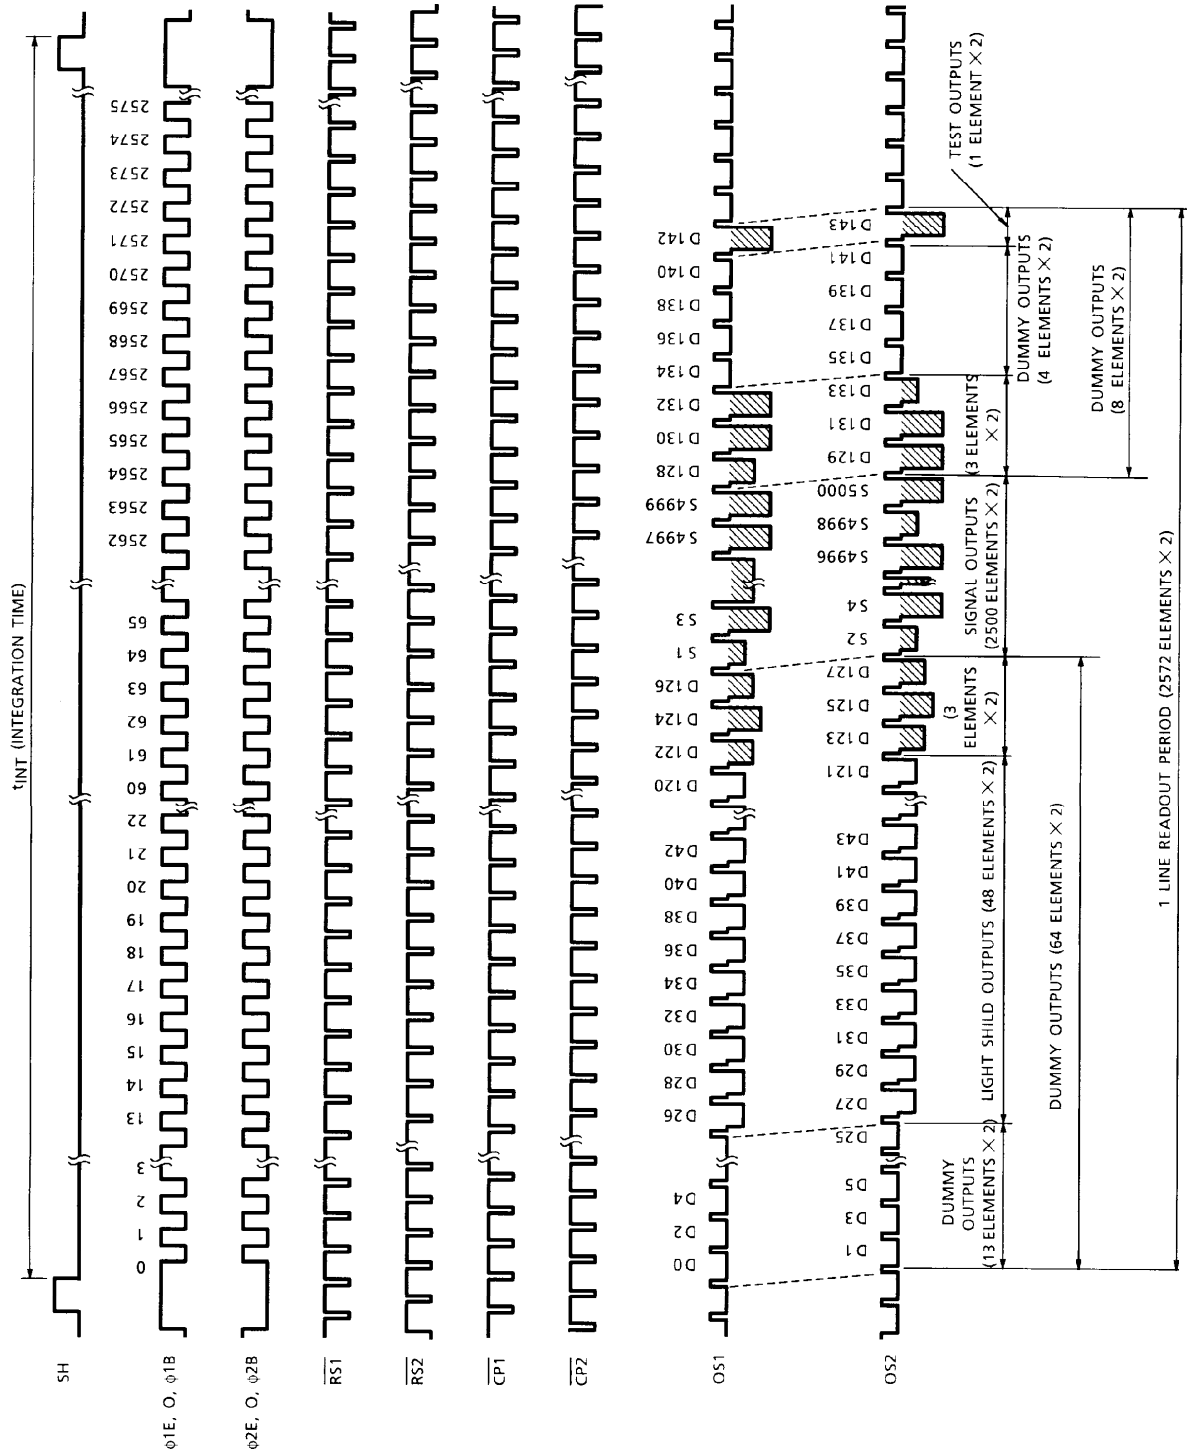 tINT (INTEGRATION TIME)
SH
φ1E, O, φ1B
0 1 2 3 13 14 15 16 17 18 19 20 21 22 60 61 62 63 64 65 2562 2563 2564 2565 2566 2567 2568 2569 2570 2571 2572 2573 2574 2575
φ2E, O, φ2B
RS1
RS2
CP1
CP2
OS1
D0 D2 D4 D26 D28 D30 D32 D34 D36 D38 D40 D42 D120 D122 D124 D126 S1 S3 S4997 S4999 D128 D130 D132 D134 D136 D138 D140 D142
OS2
D1 D3 D5 D25 D27 D29 D31 D33 D35 D37 D39 D41 D43 D121 D123 D125 D127 S2 S4 S4996 S4998 S5000 D129 D131 D133 D135 D137 D139 D141 D143
DUMMY
OUTPUTS
(13 ELEMENTS × 2)
LIGHT SHILD OUTPUTS (48 ELEMENTS × 2)
(3
ELEMENTS
× 2)
SIGNAL OUTPUTS
(2500 ELEMENTS × 2)
(3 ELEMENTS
× 2)
DUMMY OUTPUTS
(4 ELEMENTS × 2)
TEST OUTPUTS
(1 ELEMENT × 2)
DUMMY OUTPUTS (64 ELEMENTS × 2)
DUMMY OUTPUTS
(8 ELEMENTS × 2)
1 LINE READOUT PERIOD (2572 ELEMENTS × 2)